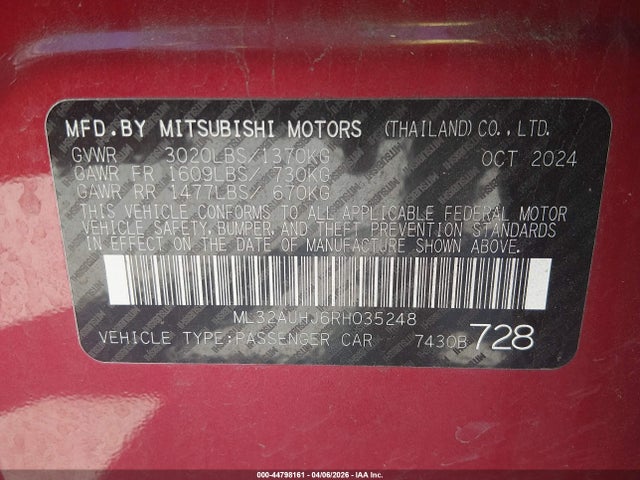 MFD.BY MITSUBISHI MOTORS (THAILAND)CO.,LTD.
GVWR 3020LBS/1370KG OCT 2024
GAWR FR 1609LBS/ 730KG
GAWR RR 1477LBS/ 670KG
THIS VEHICLE CONFORMS TO ALL APPLICABLE FEDERAL MOTOR
VEHICLE SAFETY, BUMPER, AND THEFT PREVENTION STANDARDS
IN EFFECT ON THE DATE OF MANUFACTURE SHOWN ABOVE.
ML32AUHJ6RH035248
VEHICLE TYPE:PASSENGER CAR 7430B 728
000-44798161 - 04/06/2026 - IAA Inc.